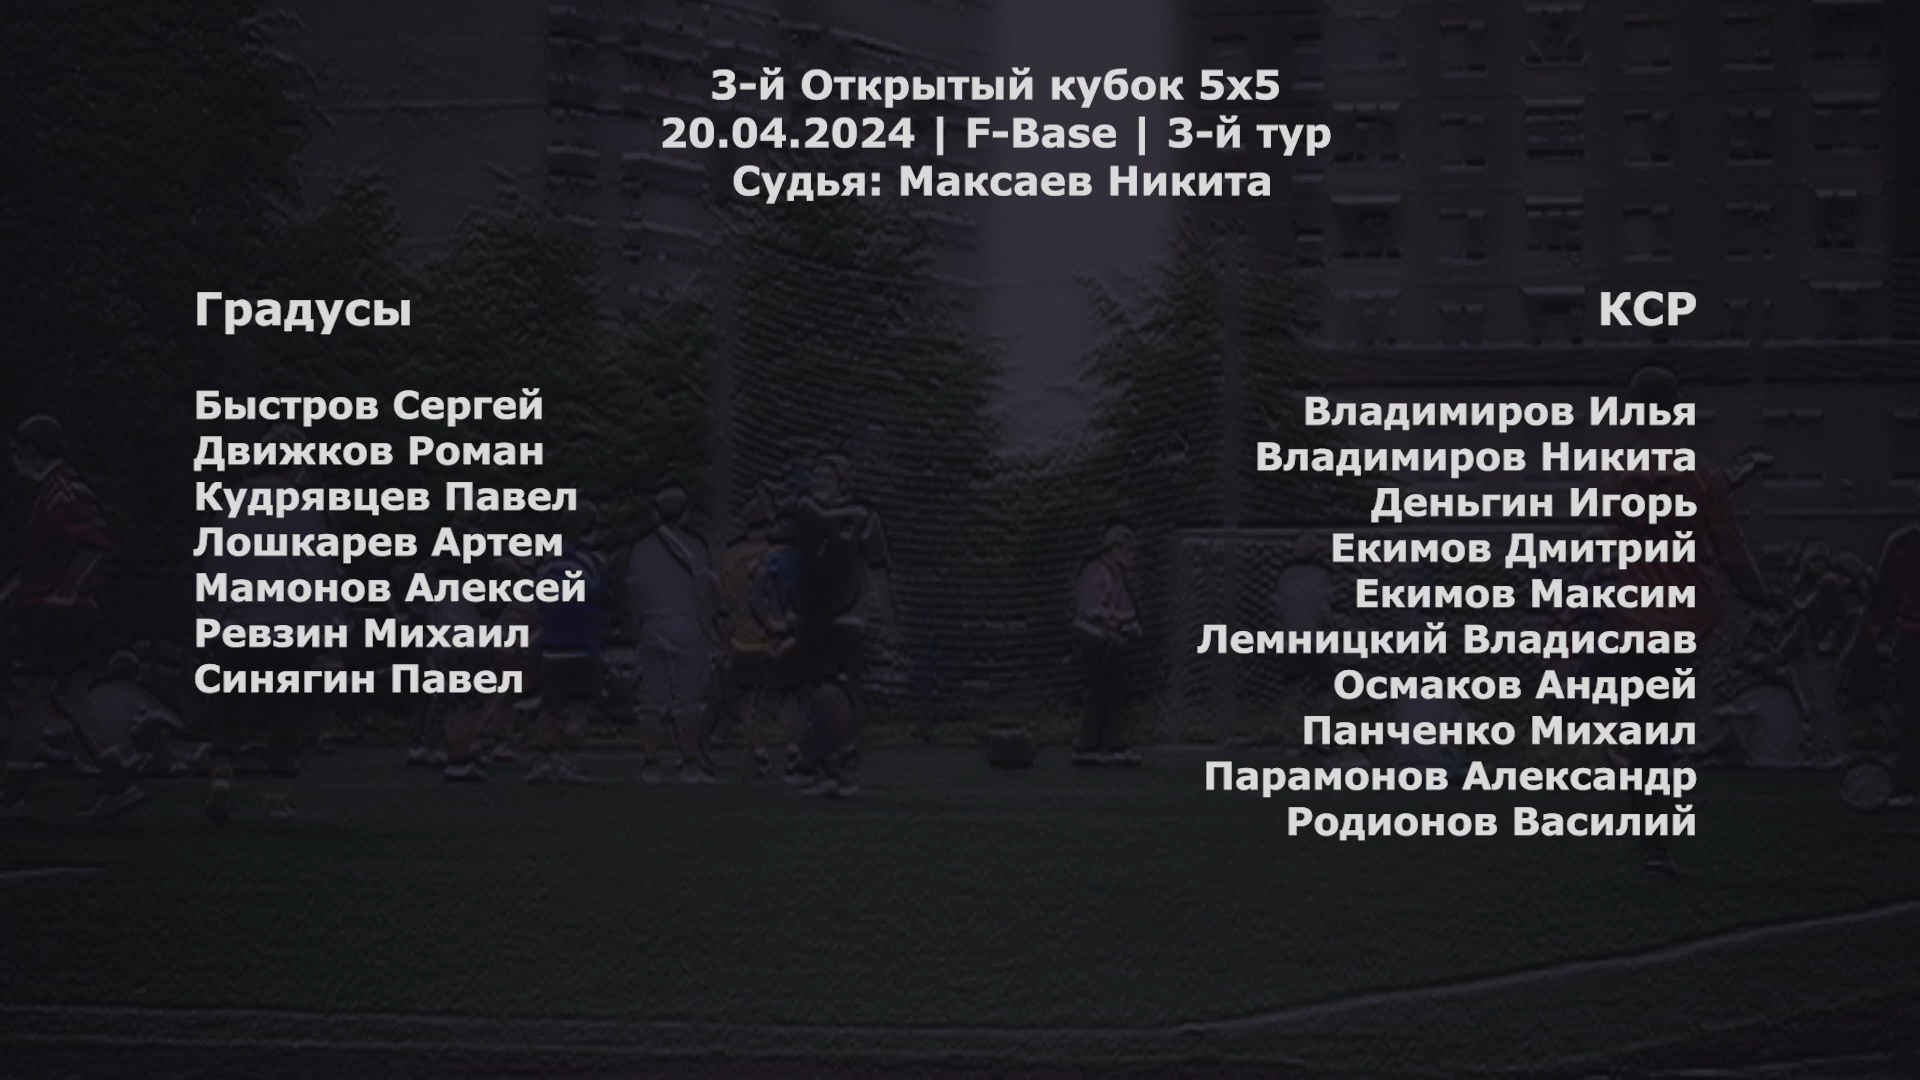 3-й Открытый кубок 5x5
20.04.2024 | F-Base | 3-й тур
Судья: Максаев Никита
Градусы
Быстров Сергей
Движков Роман
Кудрявцев Павел
Лошкарев Артем
Мамонов Алексей
Ревзин Михаил
Синягин Павел
КСР
Владимиров Илья
Владимиров Никита
Деньгин Игорь
Екимов Дмитрий
Екимов Максим
Лемницкий Владислав
Осмаков Андрей
Панченко Михаил
Парамонов Александр
Родионов Василий